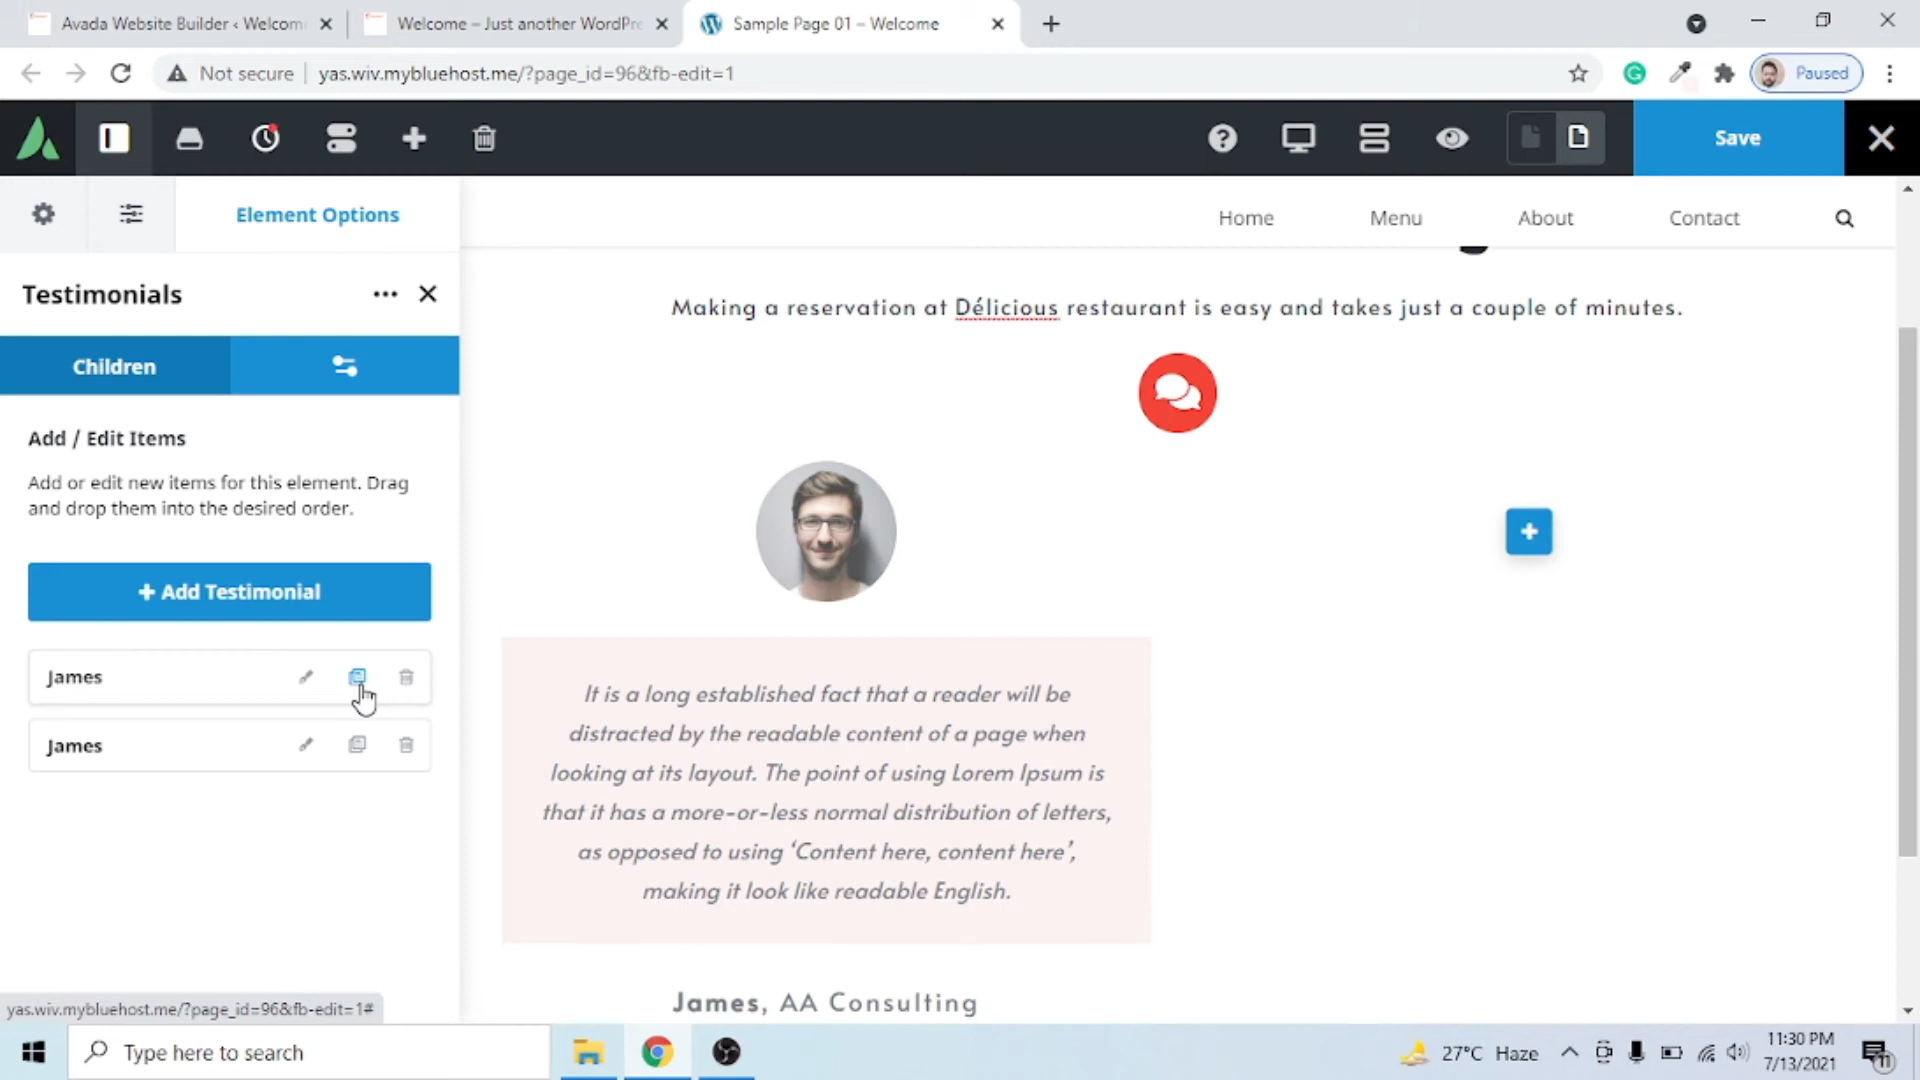 Avada Website Builder ‹ Welcom
Welcome – Just another WordPre
Sample Page 01 – Welcome
Not secure
yas.wiv.mybluehost.me/?page_id=96&fb-edit=1
Paused
Save
Element Options
Home
Menu
About
Contact
Testimonials
Making a reservation at Délicious restaurant is easy and takes just a couple of minutes.
Children
Add / Edit Items
Add or edit new items for this element. Drag
and drop them into the desired order.
+ Add Testimonial
James
James
It is a long established fact that a reader will be
distracted by the readable content of a page when
looking at its layout. The point of using Lorem Ipsum is
that it has a more-or-less normal distribution of letters,
as opposed to using ‘Content here, content here’,
making it look like readable English.
James, AA Consulting
yas.wiv.mybluehost.me/?page_id=96&fb-edit=1#
Type here to search
27°C Haze
11:30 PM
7/13/2021
11